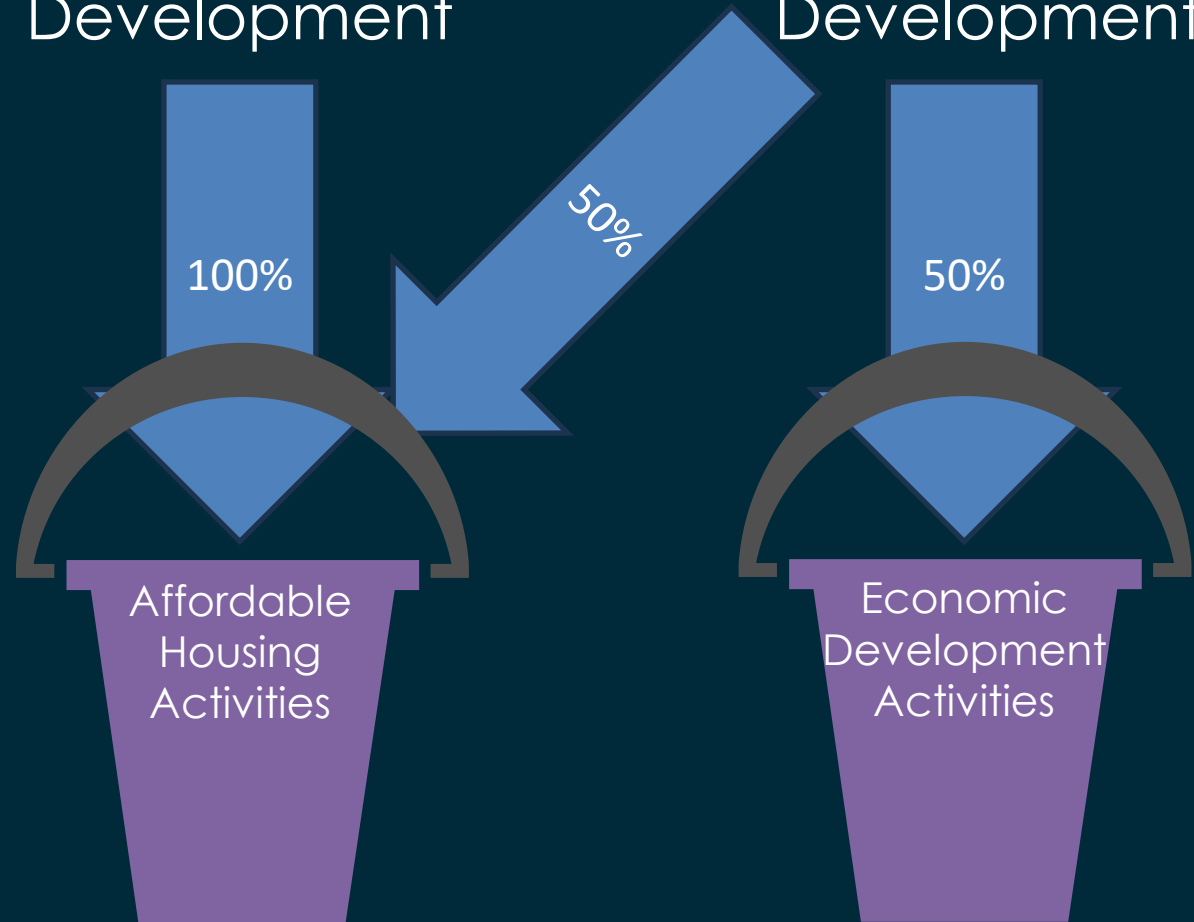 Development
Development
50%
100%
50%
Affordable
Housing
Activities
Economic
Development
Activities